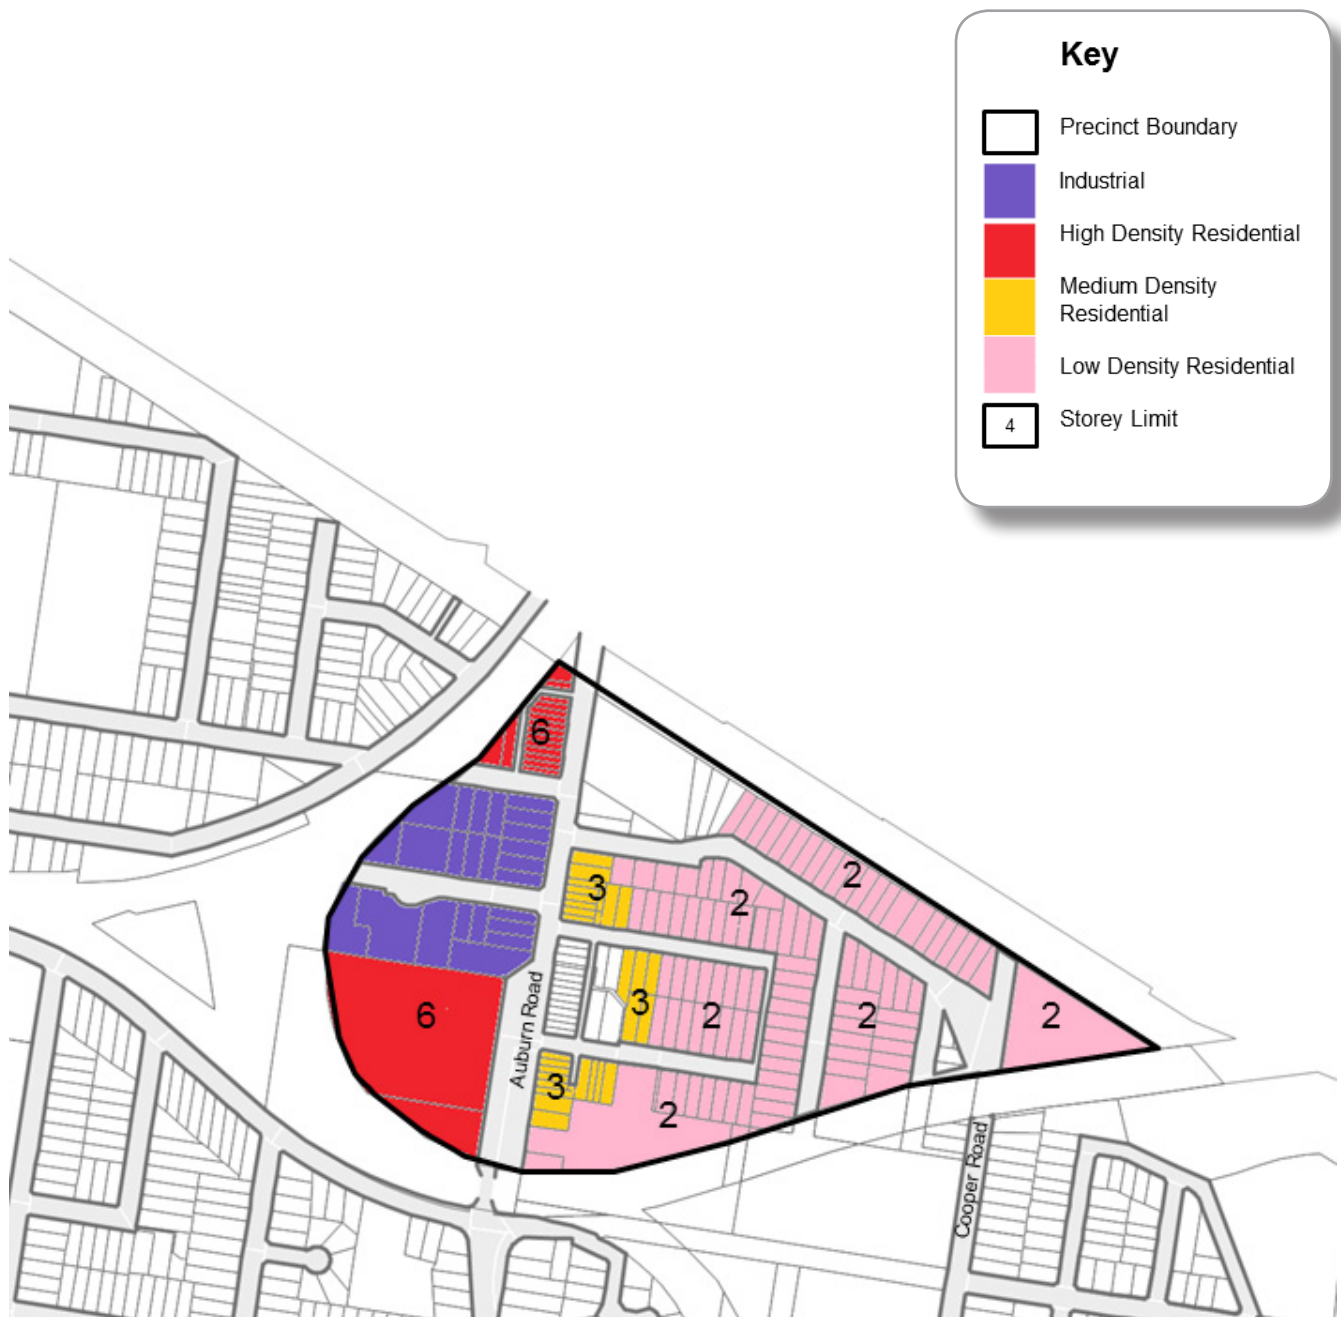 Key
Precinct Boundary
Industrial
High Density Residential
Medium Density
Residential
Low Density Residential
4
Storey Limit
6
2
3
2
3
2
2
2
6
Auburn Road
3
2
Cooper Road